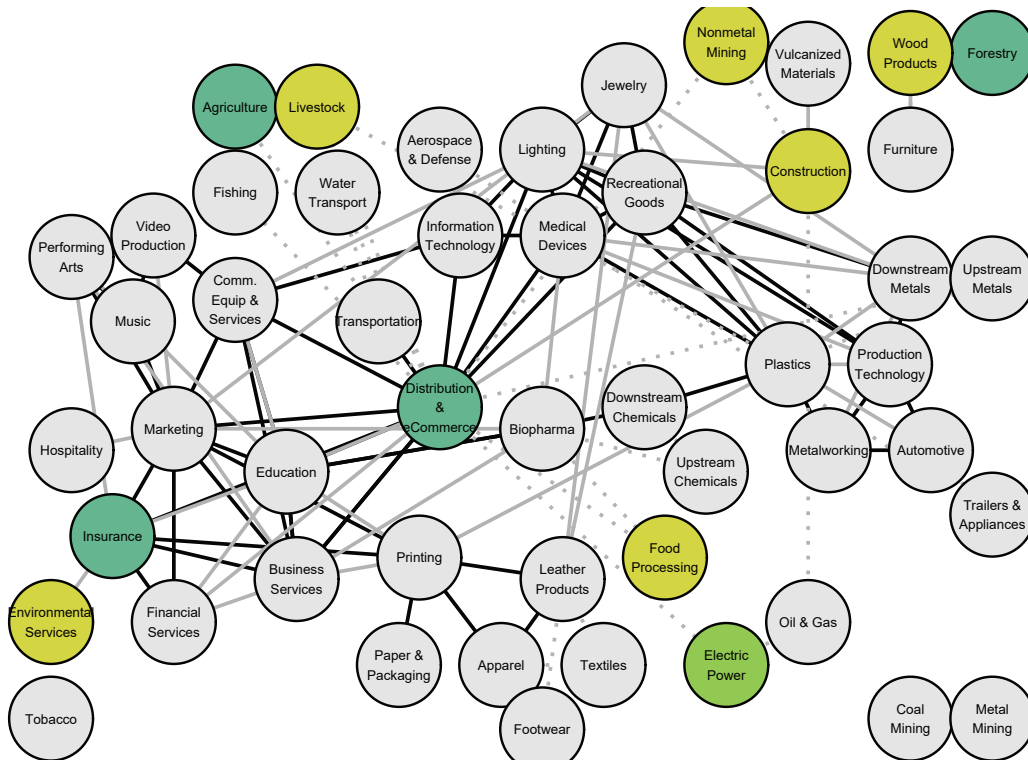 Nonmetal
Mining
Vulcanized
Materials
Wood
Products
Forestry
Jewelry
Agriculture
Livestock
Aerospace
& Defense
Lighting
Furniture
Construction
Fishing
Water
Transport
Recreational
Goods
Video
Production
Performing
Arts
Information
Technology
Medical
Devices
Comm.
Equip &
Services
Downstream
Metals
Upstream
Metals
Music
Transportation
Plastics
Production
Technology
Distribution
&
eCommerce
Downstream
Chemicals
Marketing
Biopharma
Hospitality
Education
Upstream
Chemicals
Metalworking
Automotive
Trailers &
Appliances
Insurance
Printing
Food
Processing
Business
Services
Leather
Products
Environmental
Services
Financial
Services
Oil & Gas
Paper &
Packaging
Apparel
Textiles
Electric
Power
Tobacco
Footwear
Coal
Mining
Metal
Mining